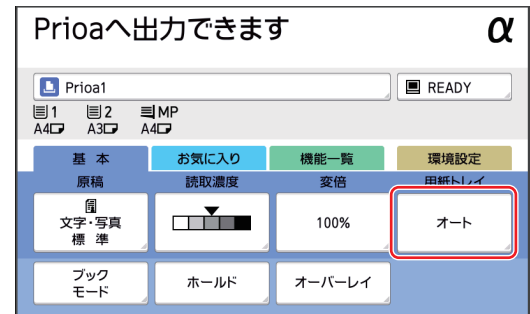 Prioaへ出力できます
α
Prioa1
READY
1 2 MP
A4 A3 A4
基 本 お気に入り 機能一覧 環境設定
原稿 読取濃度 変倍 用紙トレイ
文字・写真
標 準
100%
オート
ブック
モード
ホールド
オーバーレイ